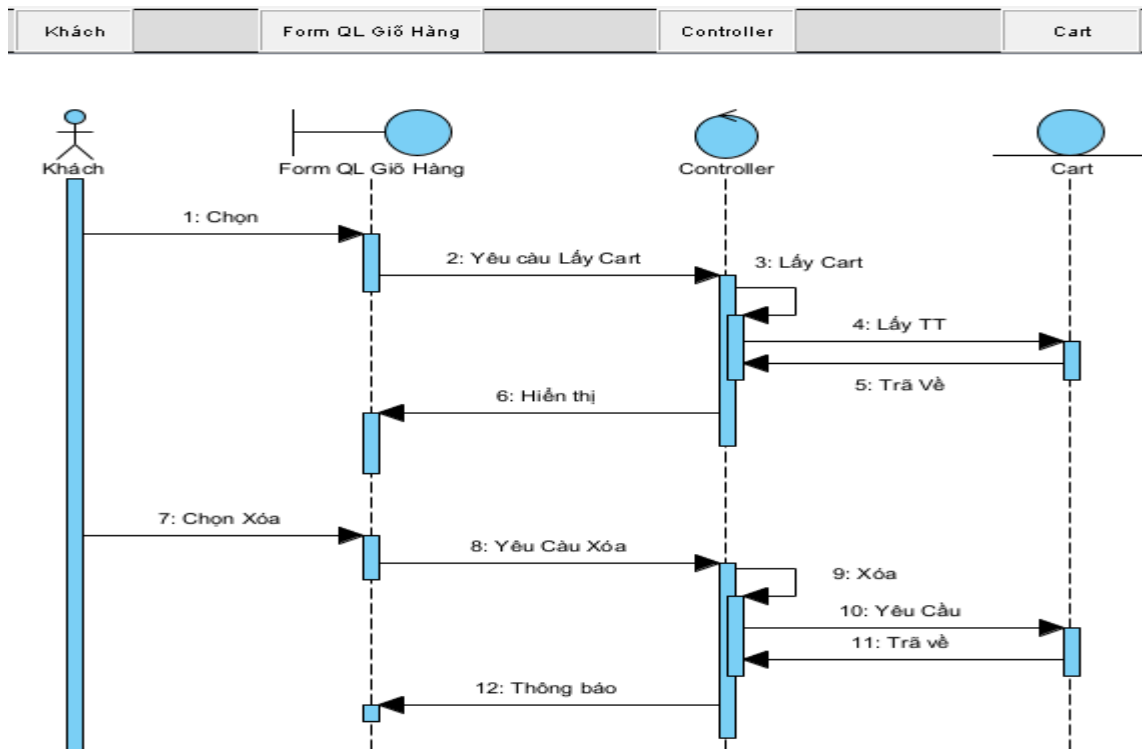 Khách
Form QL Giõ Hàng
Controller
Cart
Khách
Form QL Giõ Hàng
Controller
Cart
1: Chọn
2: Yêu càu Lấy Cart
3: Lấy Cart
4: Lấy TT
5: Trã Về
6: Hiển thị
7: Chọn Xóa
8: Yêu Càu Xóa
9: Xóa
10: Yêu Cầu
11: Trã về
12: Thông báo